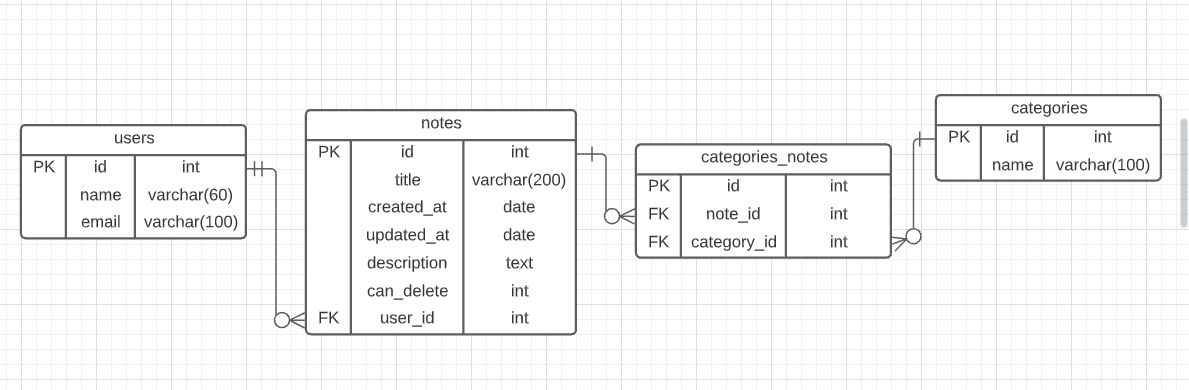 users
PK id int
name varchar(60)
email varchar(100)
notes
PK id int
title varchar(200)
created_at date
updated_at date
description text
can_delete int
FK user_id int
categories_notes
PK id int
FK note_id int
FK category_id int
categories
PK id int
name varchar(100)